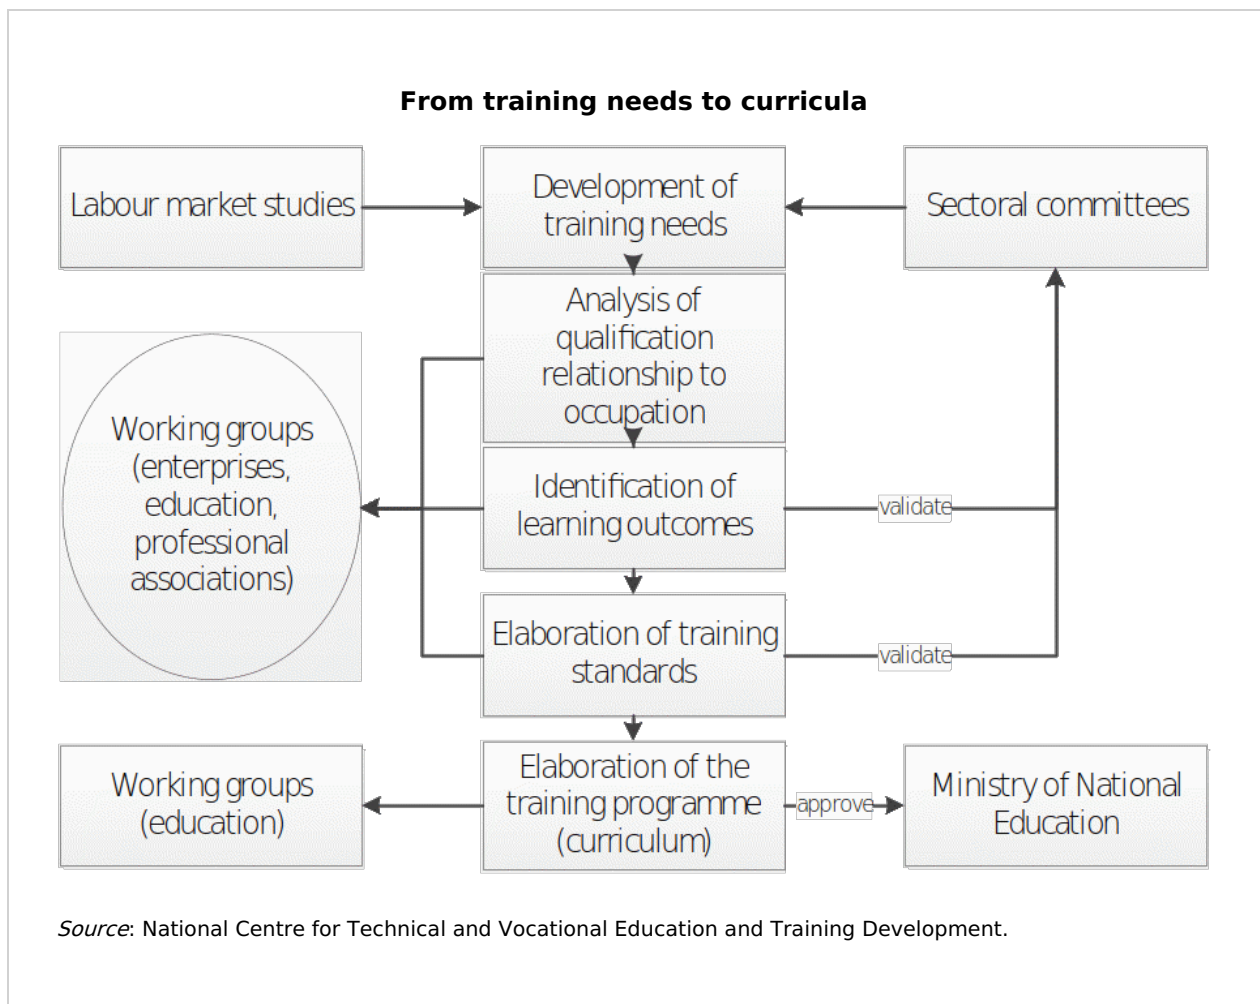 From training needs to curricula
Labour market studies
Development of
training needs
Sectoral committees
Analysis of
qualification
relationship to
occupation
Working groups
(enterprises,
education,
professional
associations)
Identification of
learning outcomes
validate
Elaboration of training
standards
validate
Working groups
(education)
Elaboration of the
training programme
(curriculum)
approve
Ministry of National
Education
Source: National Centre for Technical and Vocational Education and Training Development.